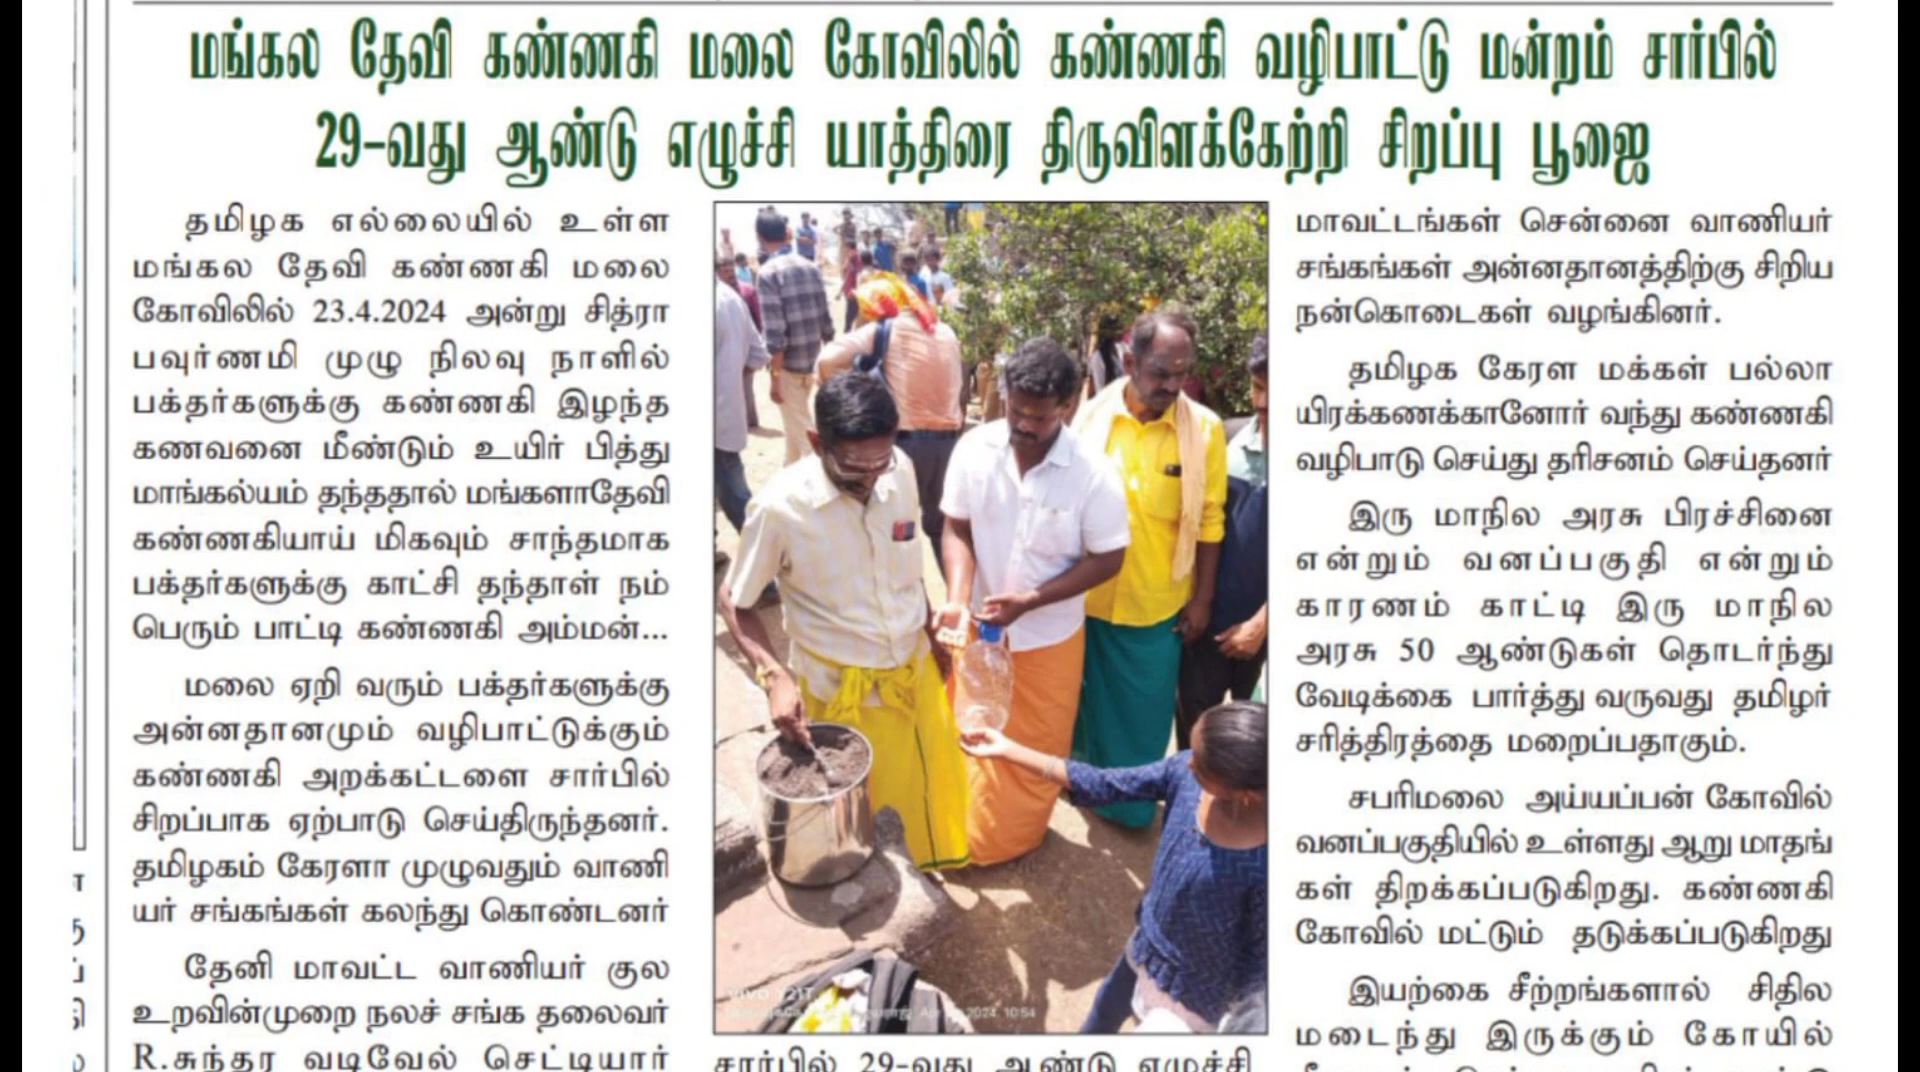 மங்கல தேவி கண்ணகி மலை கோவிலில் கண்ணகி வழிபாட்டு மன்றம் சார்பில்
29-வது ஆண்டு எழுச்சி யாத்திரை திருவிளக்கேற்றி சிறப்பு பூஜை
தமிழக எல்லையில் உள்ள
மங்கல தேவி கண்ணகி மலை
கோவிலில் 23.4.2024 அன்று சித்ரா
பவுர்ணமி முழு நிலவு நாளில்
பக்தர்களுக்கு கண்ணகி இழந்த
கணவனை மீண்டும் உயிர் பித்து
மாங்கல்யம் தந்ததால் மங்களாதேவி
கண்ணகியாய் மிகவும் சாந்தமாக
பக்தர்களுக்கு காட்சி தந்தாள் நம்
பெரும் பாட்டி கண்ணகி அம்மன்...
மலை ஏறி வரும் பக்தர்களுக்கு
அன்னதானமும் வழிபாட்டுக்கும்
கண்ணகி அறக்கட்டளை சார்பில்
சிறப்பாக ஏற்பாடு செய்திருந்தனர்.
தமிழகம் கேரளா முழுவதும் வாணி
யர் சங்கங்கள் கலந்து கொண்டனர்
தேனி மாவட்ட வாணியர் குல
உறவின்முறை நலச் சங்க தலைவர்
R.சுந்தர வடிவேல் செட்டியார்
VIVO Y21T
2024, 10:54
சார்பில் 29-வது ஆண்டு எழுச்சி
மாவட்டங்கள் சென்னை வாணியர்
சங்கங்கள் அன்னதானத்திற்கு சிறிய
நன்கொடைகள் வழங்கினர்.
தமிழக கேரள மக்கள் பல்லா
யிரக்கணக்கானோர் வந்து கண்ணகி
வழிபாடு செய்து தரிசனம் செய்தனர்
இரு மாநில அரசு பிரச்சினை
என்றும் வனப்பகுதி என்றும்
காரணம் காட்டி இரு மாநில
அரசு 50 ஆண்டுகள் தொடர்ந்து
வேடிக்கை பார்த்து வருவது தமிழர்
சரித்திரத்தை மறைப்பதாகும்.
சபரிமலை அய்யப்பன் கோவில்
வனப்பகுதியில் உள்ளது ஆறு மாதங்
கள் திறக்கப்படுகிறது. கண்ணகி
கோவில் மட்டும் தடுக்கப்படுகிறது
இயற்கை சீற்றங்களால் சிதில
மடைந்து இருக்கும் கோயில்